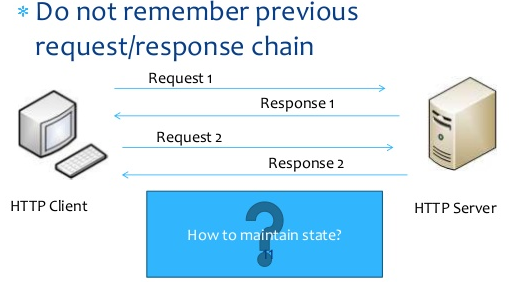 * Do not remember previous
request/response chain
Request 1
Response 1
Request 2
Response 2
HTTP Client
HTTP Server
?
How to maintain state?